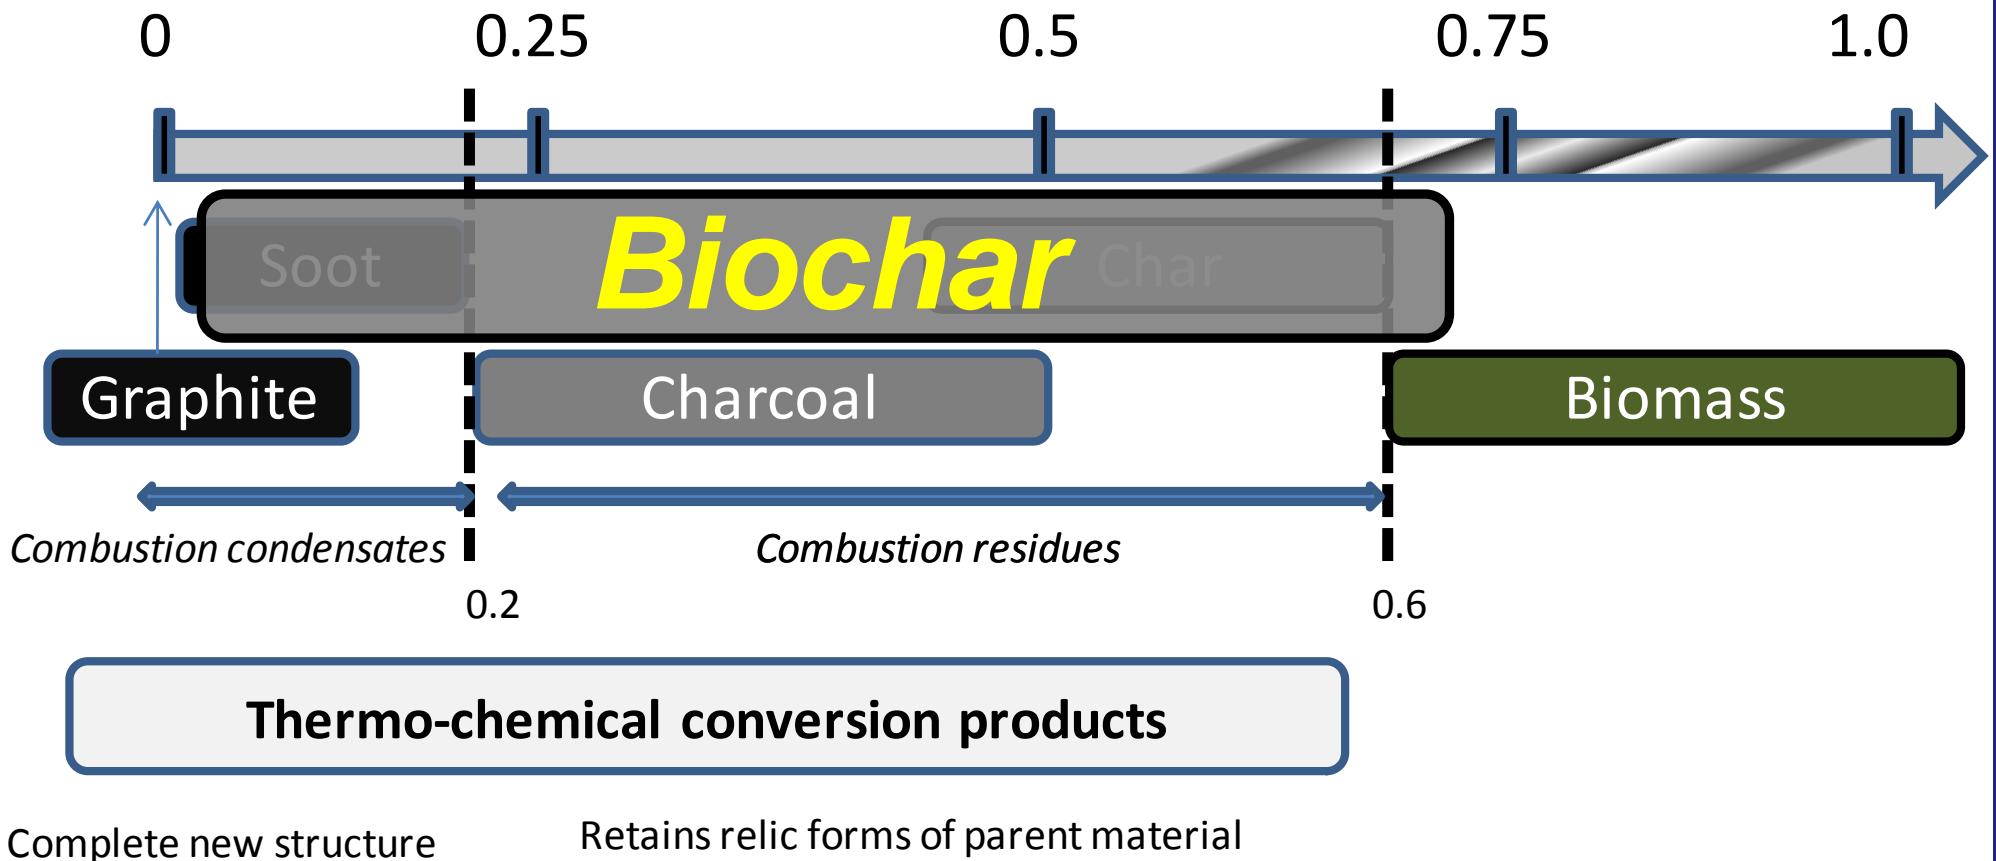 0 0.25 0.5 0.75 1.0
Soot Biochar Char
Graphite Charcoal Biomass
Combustion condensates Combustion residues
0.2 0.6
Thermo-chemical conversion products
Complete new structure Retains relic forms of parent material